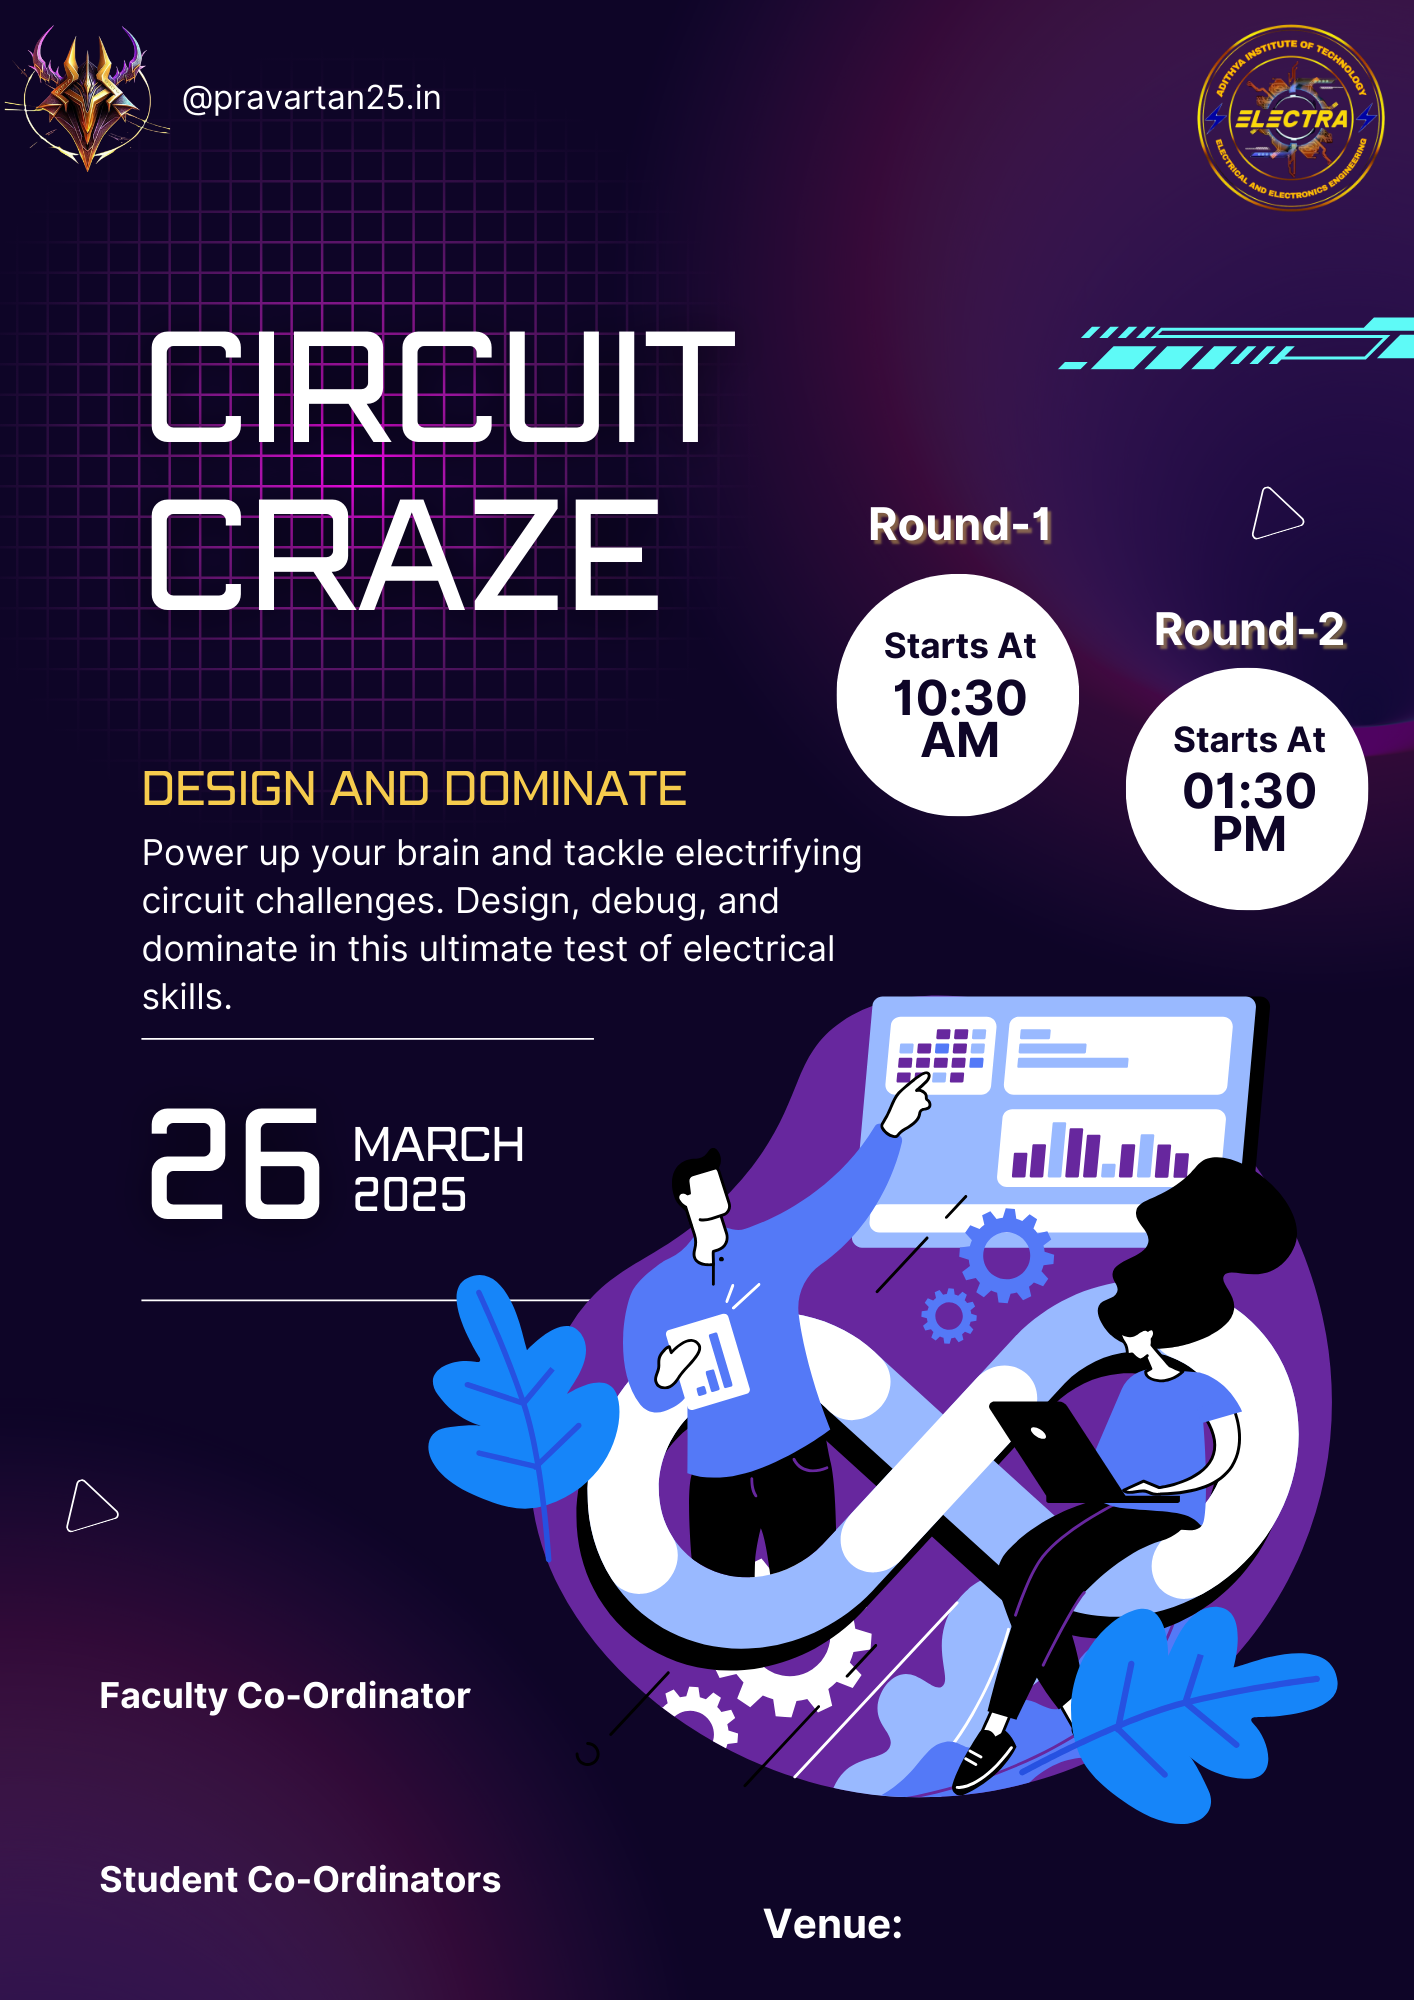 @pravartan25.in
ADITHYA INSTITUTE OF TECHNOLOGY
ELECTRA
ELECTRICAL AND ELECTRONICS ENGINEERING
CIRCUIT
CRAZE
Round-1
Starts At
10:30
AM
Round-2
Starts At
01:30
PM
DESIGN AND DOMINATE
Power up your brain and tackle electrifying
circuit challenges. Design, debug, and
dominate in this ultimate test of electrical
skills.
26
MARCH
2025
Faculty Co-Ordinator
Student Co-Ordinators
Venue: